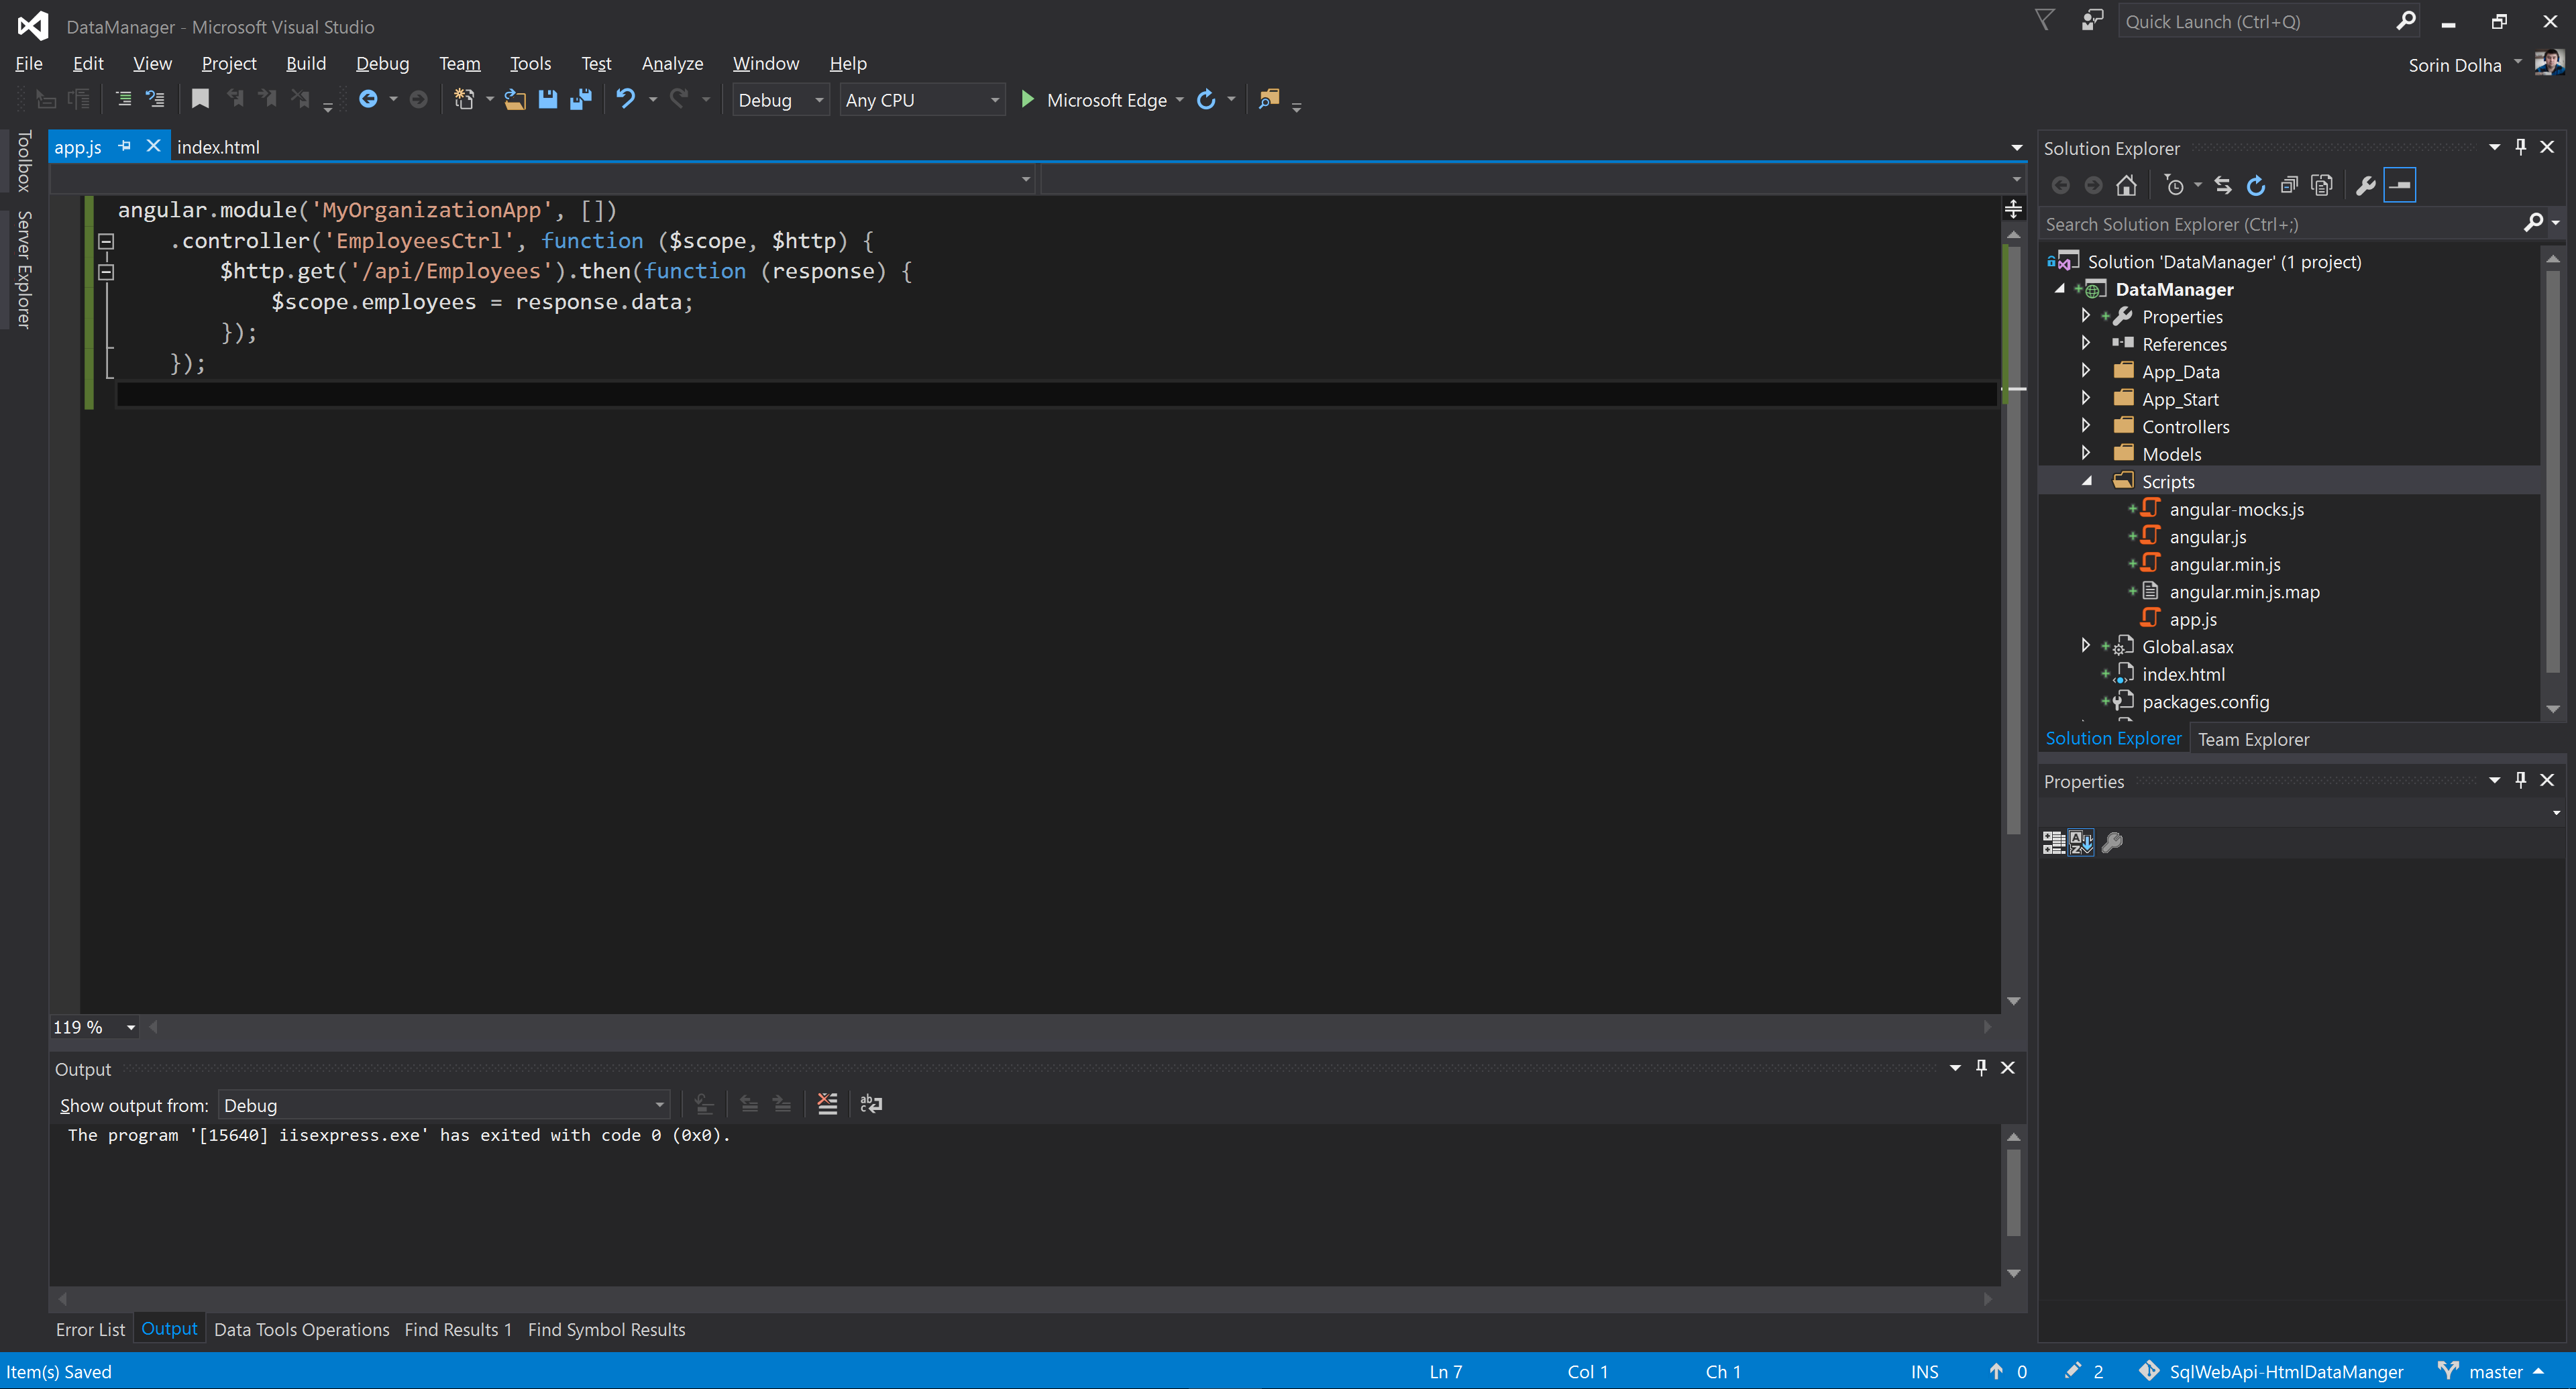 DataManager - Microsoft Visual Studio
Quick Launch (Ctrl+Q)
File Edit View Project Build Debug Team Tools Test Analyze Window Help
Sorin Dolha
Debug Any CPU Microsoft Edge
Toolbox
Server Explorer
app.js index.html
angular.module('MyOrganizationApp', [])
.controller('EmployeesCtrl', function ($scope, $http) {
$http.get('/api/Employees').then(function (response) {
$scope.employees = response.data;
});
});
119 %
Output
Show output from: Debug
The program '[15640] iisexpress.exe' has exited with code 0 (0x0).
Error List Output Data Tools Operations Find Results 1 Find Symbol Results
Solution Explorer
Search Solution Explorer (Ctrl+;)
Solution 'DataManager' (1 project)
DataManager
Properties
References
App_Data
App_Start
Controllers
Models
Scripts
angular-mocks.js
angular.js
angular.min.js
angular.min.js.map
app.js
Global.asax
index.html
packages.config
Solution Explorer Team Explorer
Properties
Item(s) Saved Ln 7 Col 1 Ch 1 INS 0 2 SqlWebApi-HtmlDataManger master